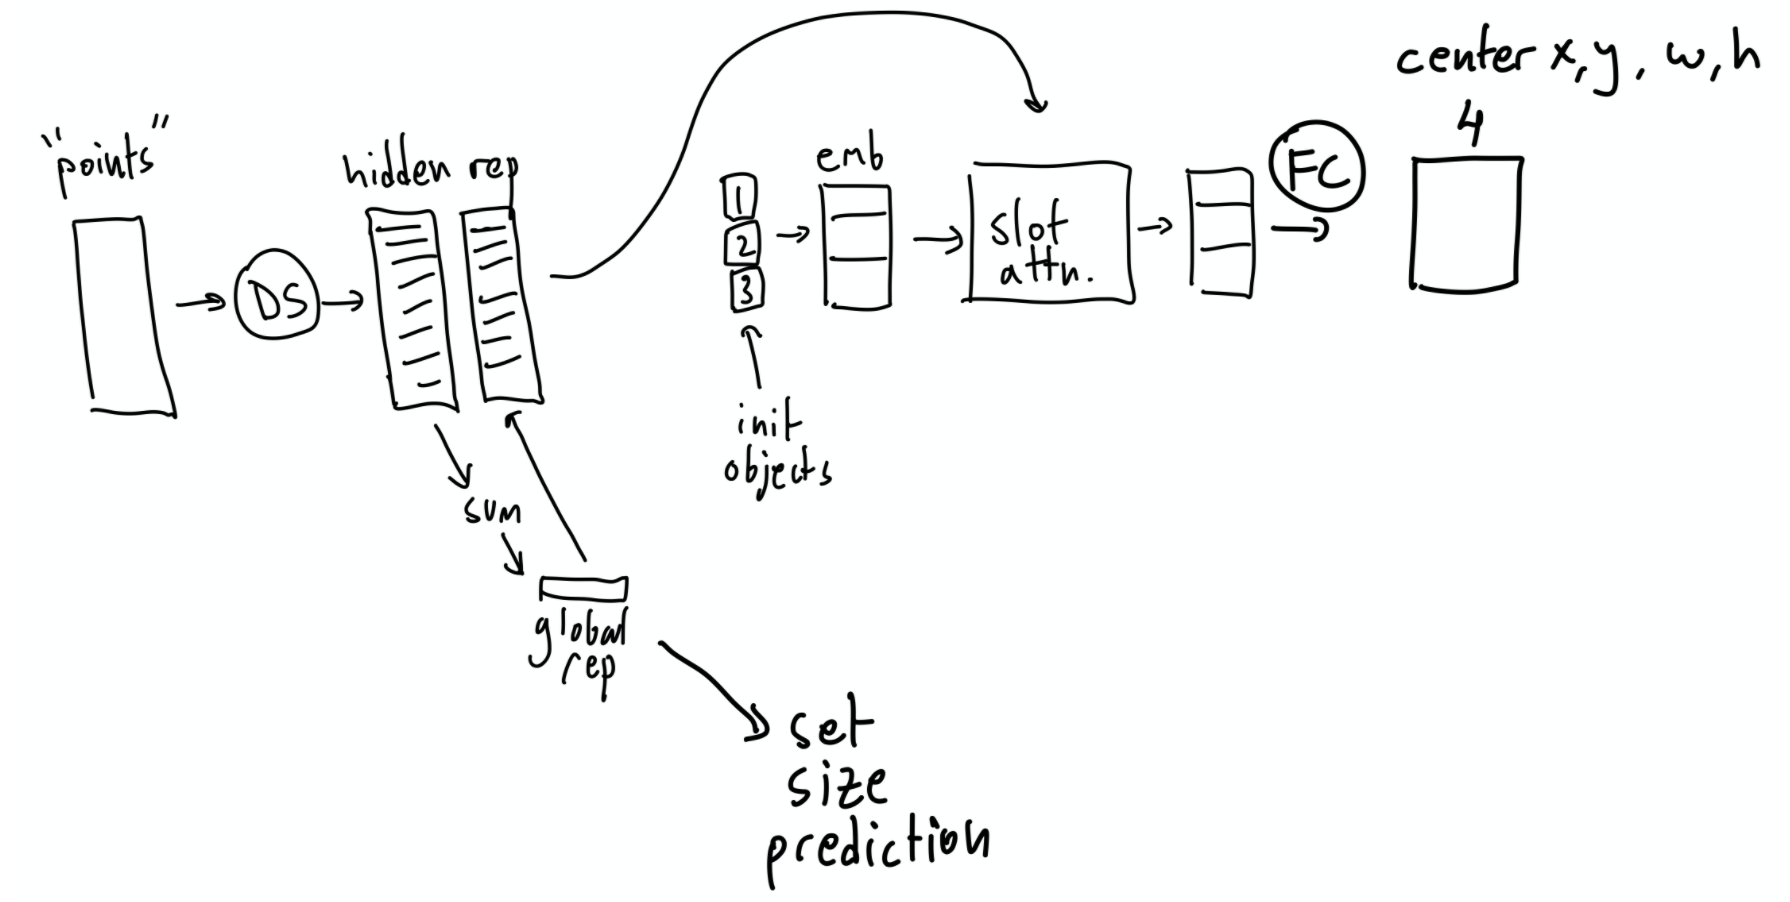 "points"
DS
hidden rep
sum
global
rep
set
size
prediction
1
2
3
init
objects
emb
slot
attn.
FC
center x, y, w, h
4